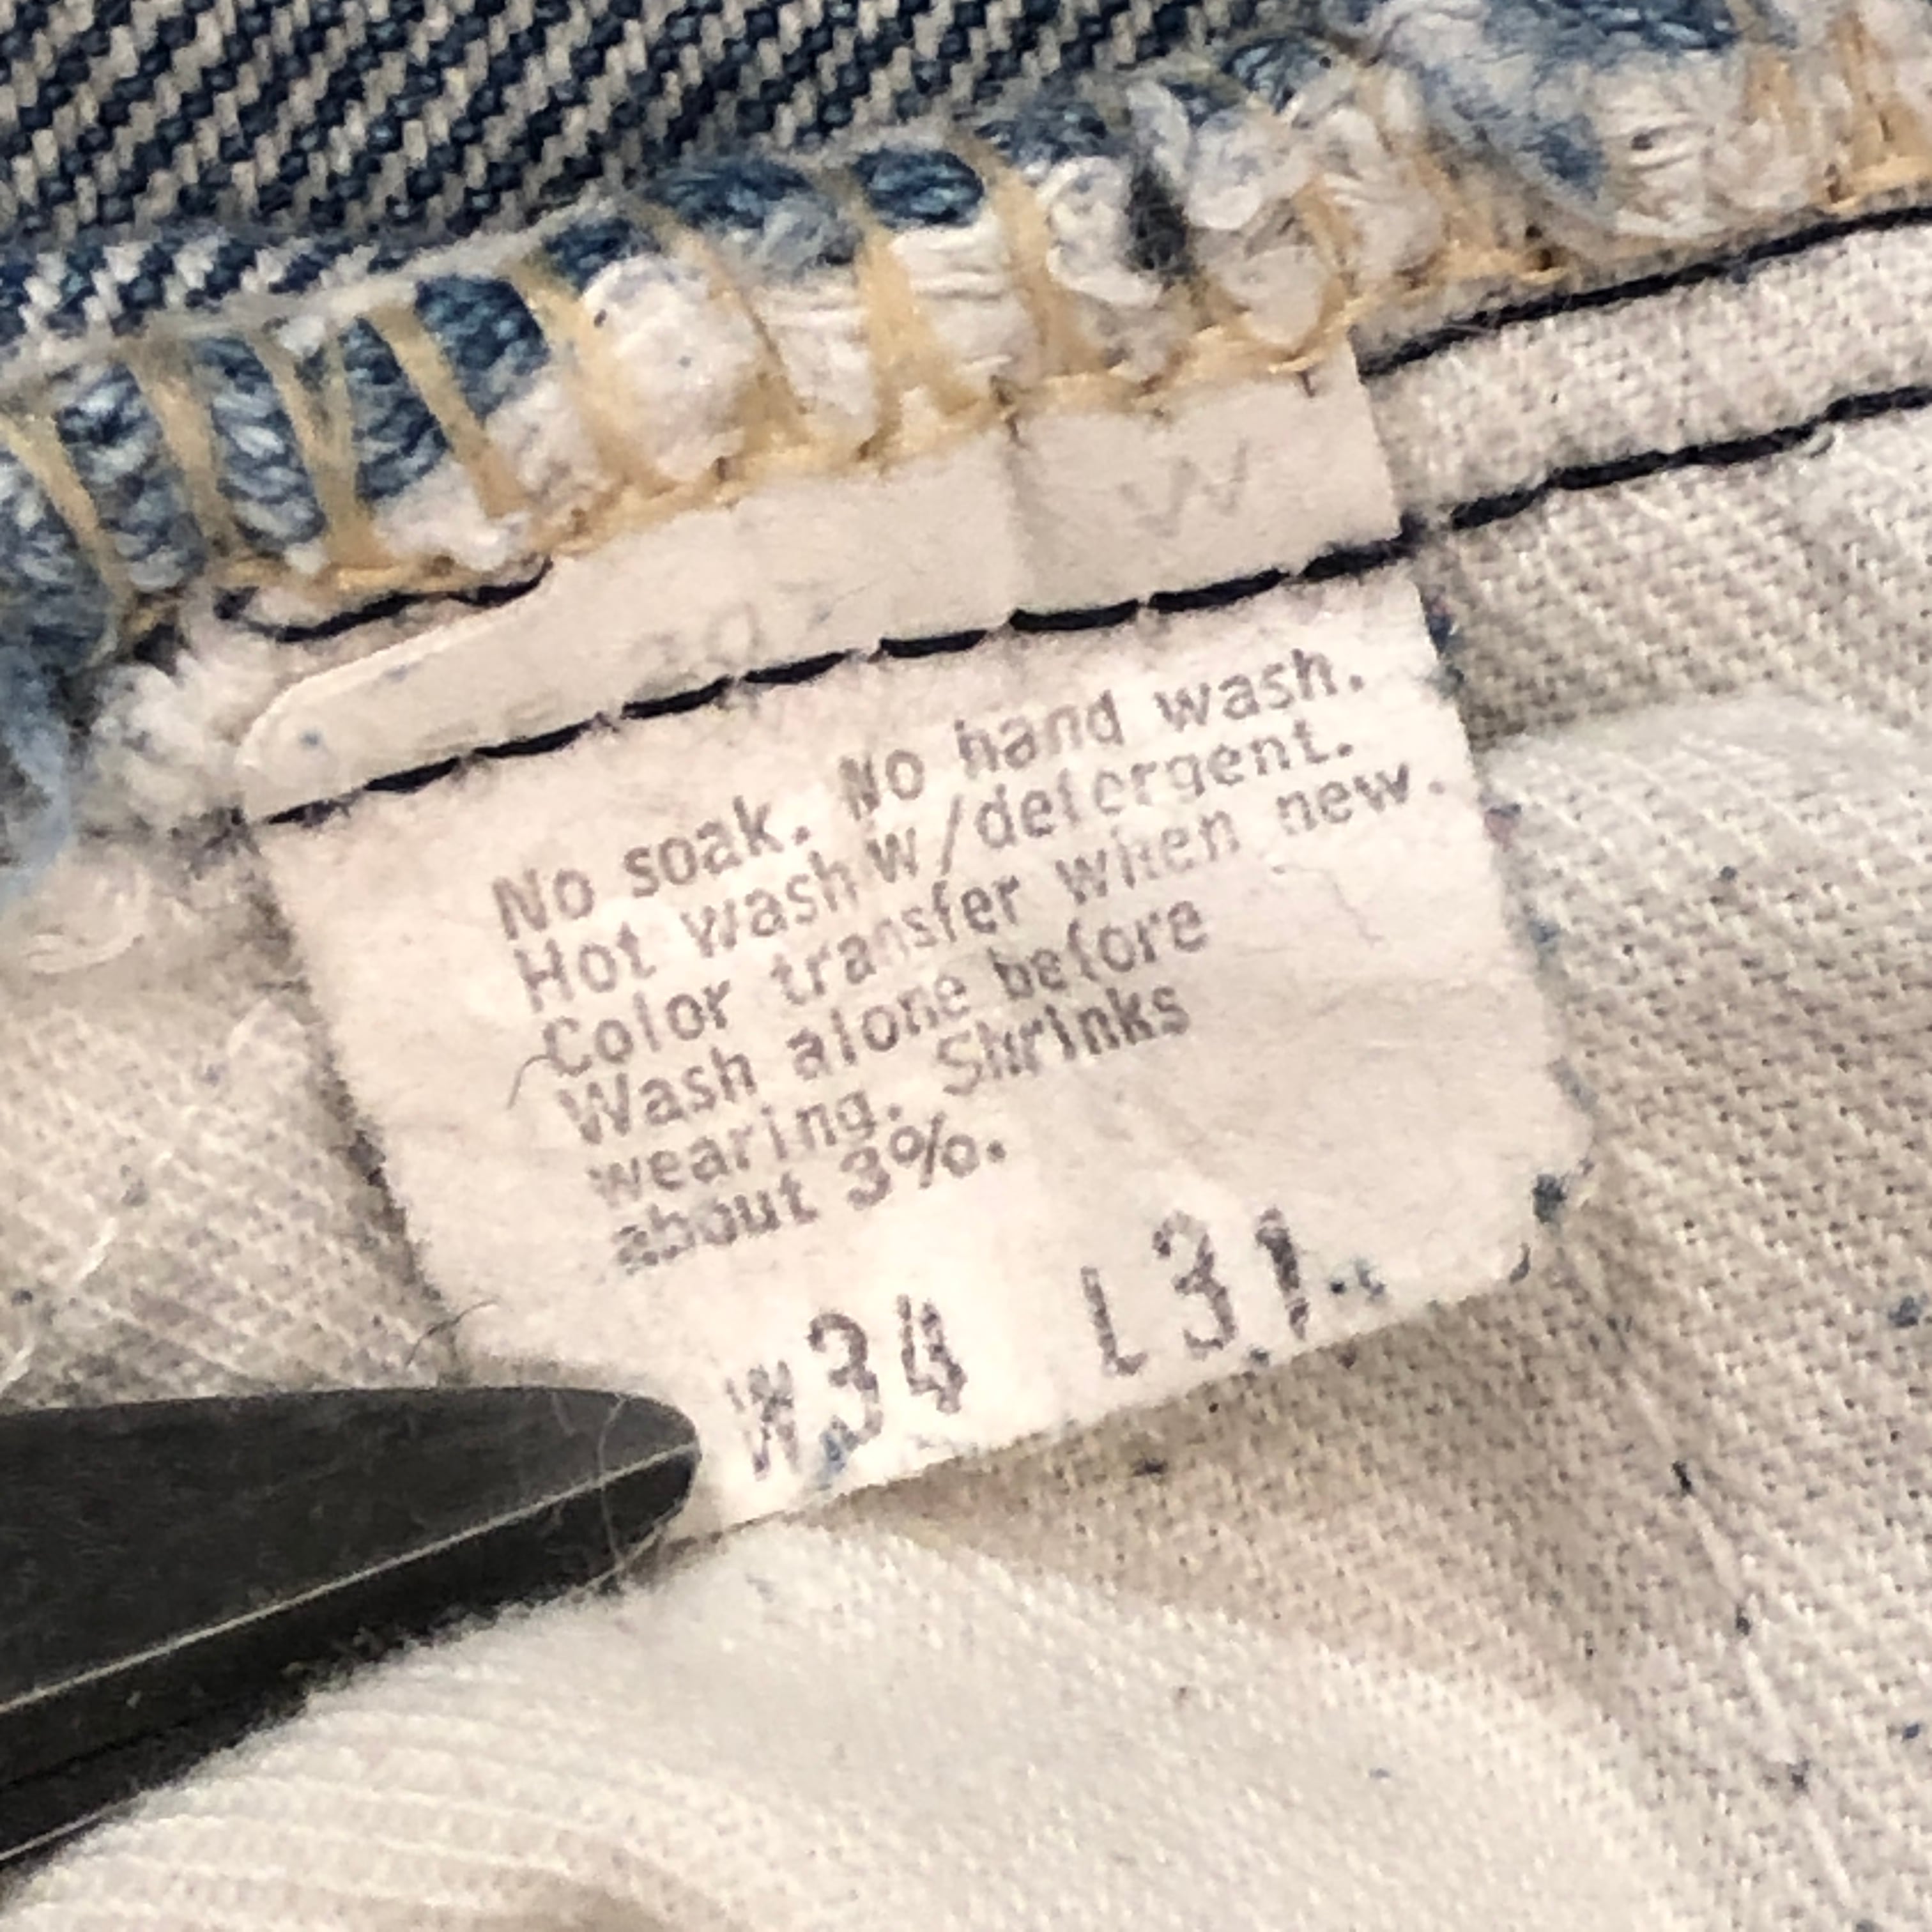 No soak. No hand wash.
Hot wash w/detergent.
Color transfer when new.
Wash alone before
wearing. Shrinks
about 3%.
W34 L31